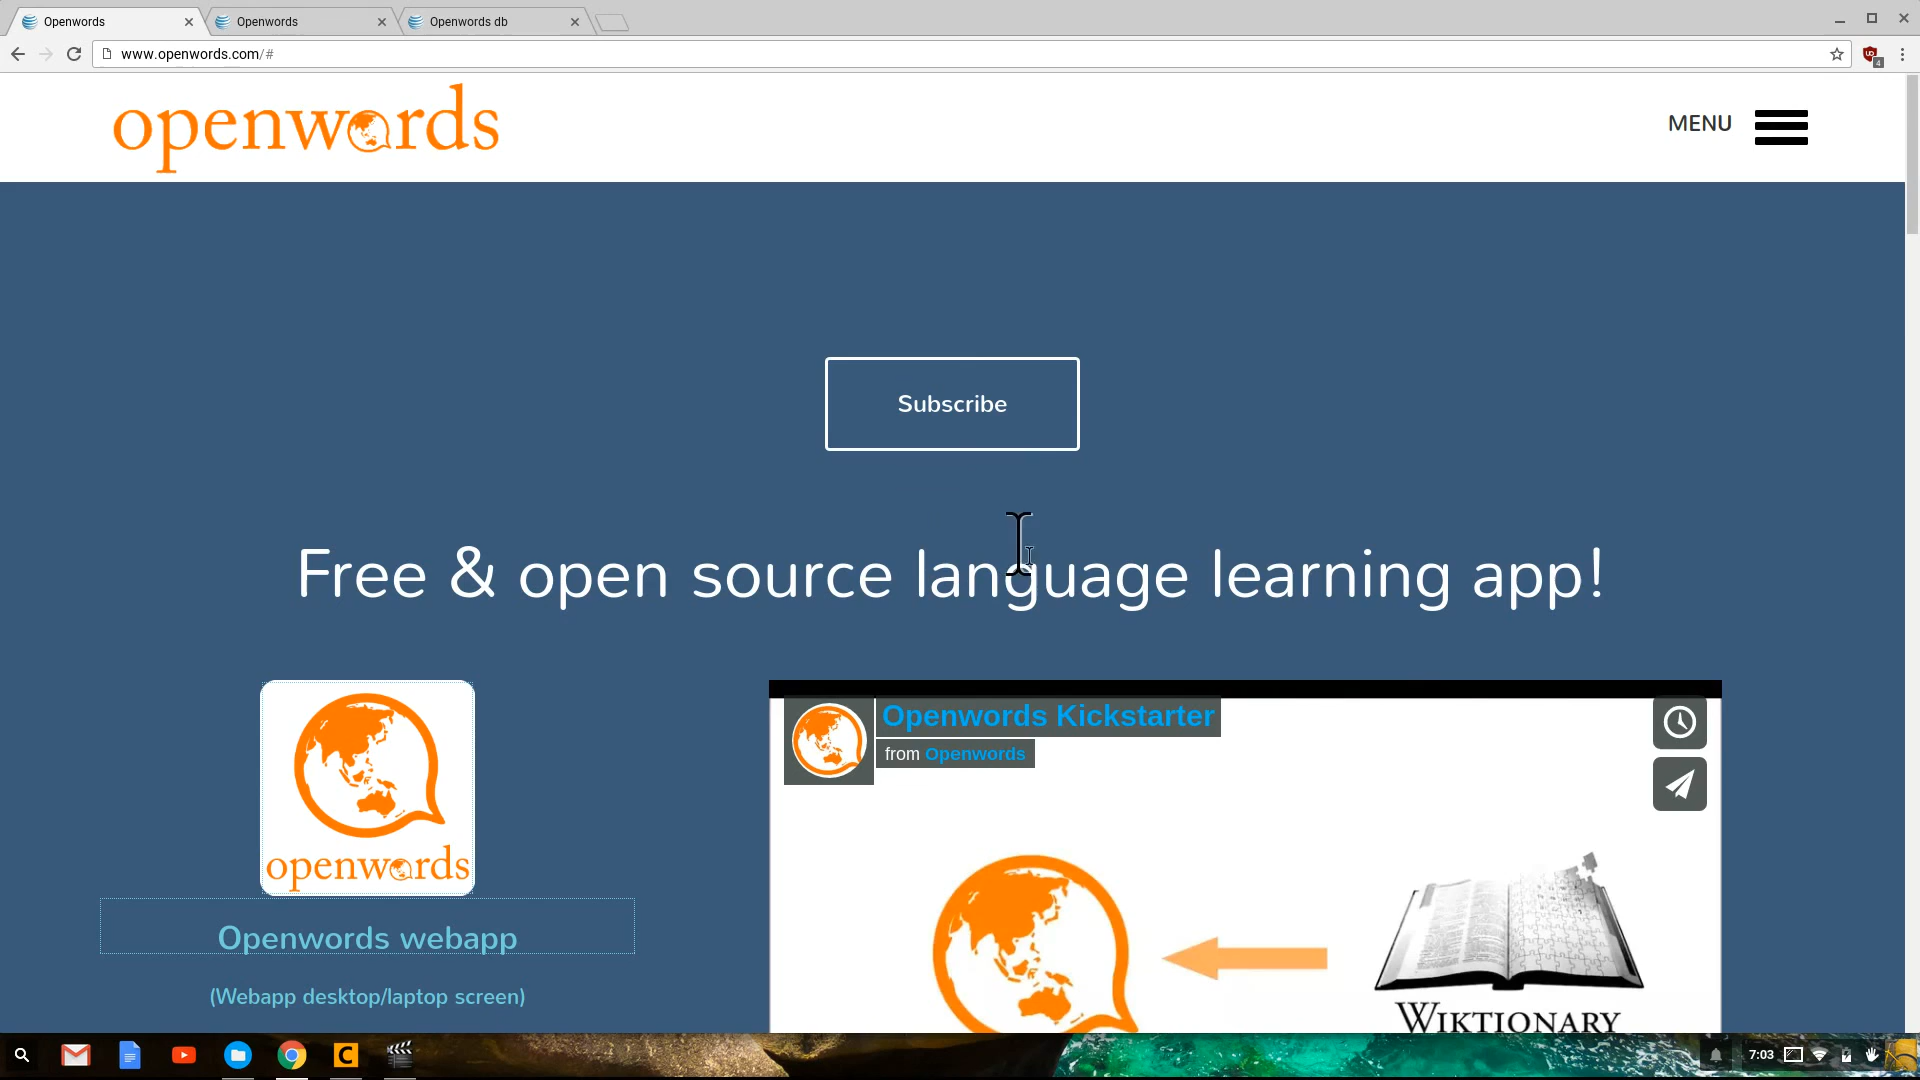 Openwords
Openwords
Openwords db
www.openwords.com/#
4
openwords
MENU
Subscribe
Free & open source language learning app!
openwords
Openwords webapp
(Webapp desktop/laptop screen)
Openwords Kickstarter
from Openwords
WIKTIONARY
C
7:03